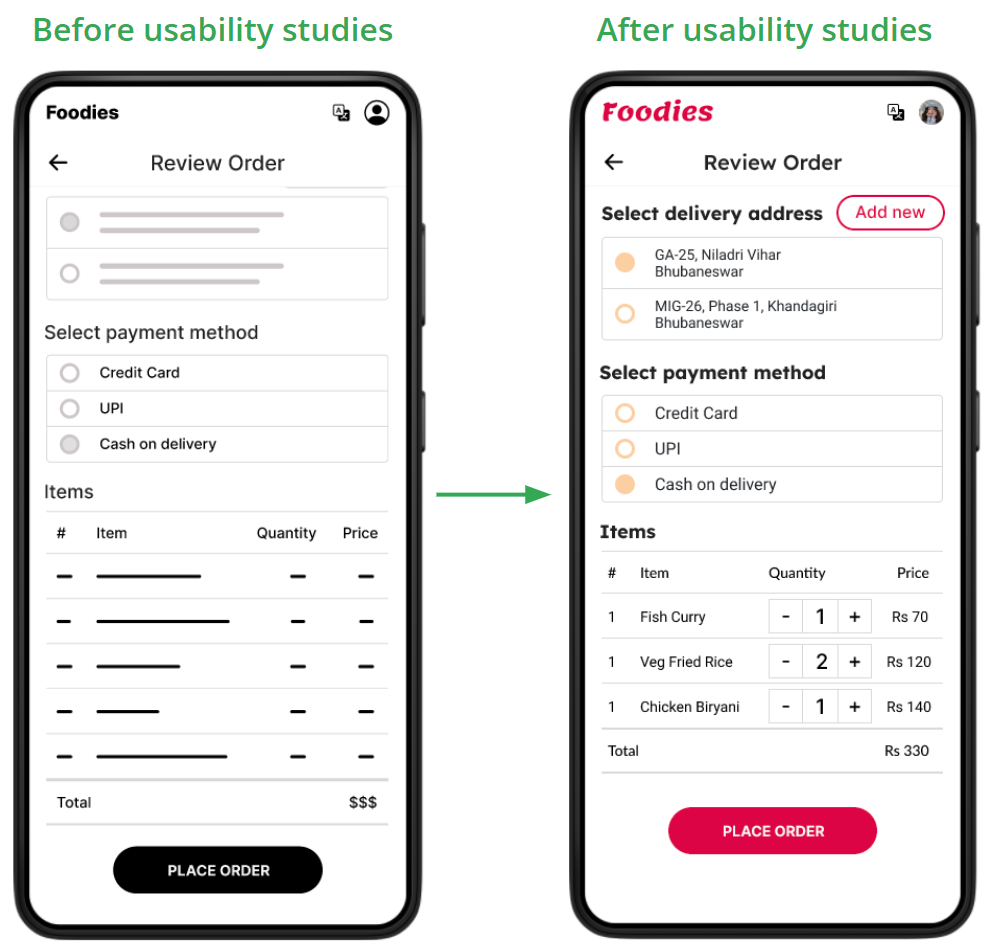 Before usability studies
Foodies
Review Order
Select payment method
Credit Card
UPI
Cash on delivery
Items
# Item Quantity Price
Total $$$
PLACE ORDER
After usability studies
Foodies
Review Order
Select delivery address Add new
GA-25, Niladri Vihar
Bhubaneswar
MIG-26, Phase 1, Khandagiri
Bhubaneswar
Select payment method
Credit Card
UPI
Cash on delivery
Items
# Item Quantity Price
1 Fish Curry - 1 + Rs 70
1 Veg Fried Rice - 2 + Rs 120
1 Chicken Biryani - 1 + Rs 140
Total Rs 330
PLACE ORDER